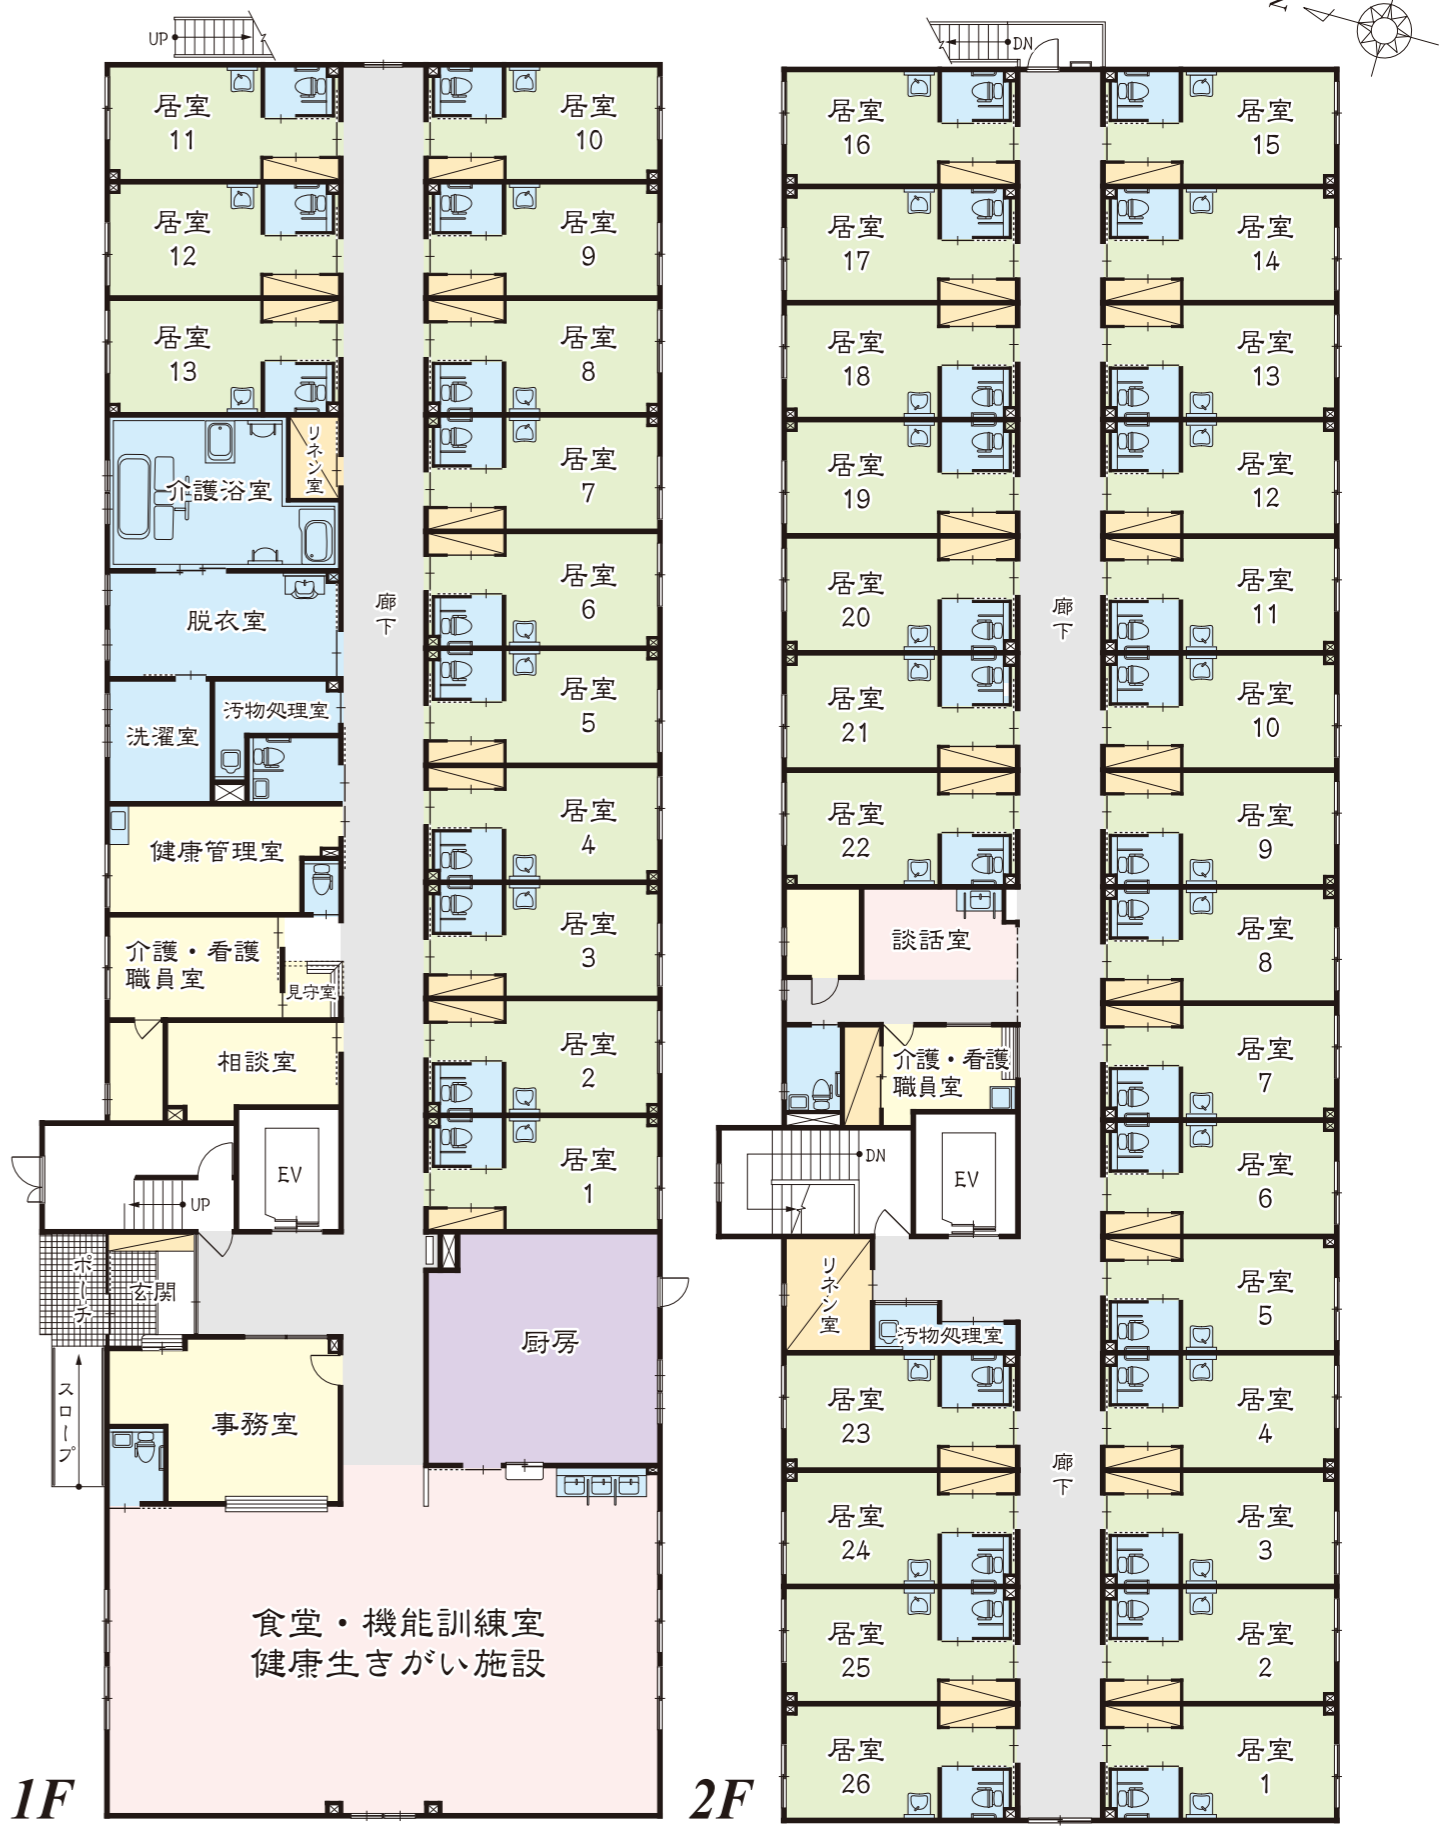 UP
居室
11
居室
10
居室
12
居室
9
居室
13
居室
8
リネン室
介護浴室
居室
7
脱衣室
廊下
居室
6
洗濯室
汚物処理室
居室
5
健康管理室
居室
4
介護・看護
職員室
見守室
居室
3
相談室
居室
2
EV
UP
居室
1
ポーチ
玄関
スロープ
事務室
厨房
食堂・機能訓練室
健康生きがい施設
1F
N
DN
居室
16
居室
15
居室
17
居室
14
居室
18
居室
13
居室
19
居室
12
居室
20
廊下
居室
11
居室
21
居室
10
居室
22
居室
9
談話室
居室
8
介護・看護
職員室
居室
7
DN
EV
居室
6
リネン室
汚物処理室
居室
5
居室
23
廊下
居室
4
居室
24
居室
3
居室
25
居室
2
居室
26
居室
1
2F